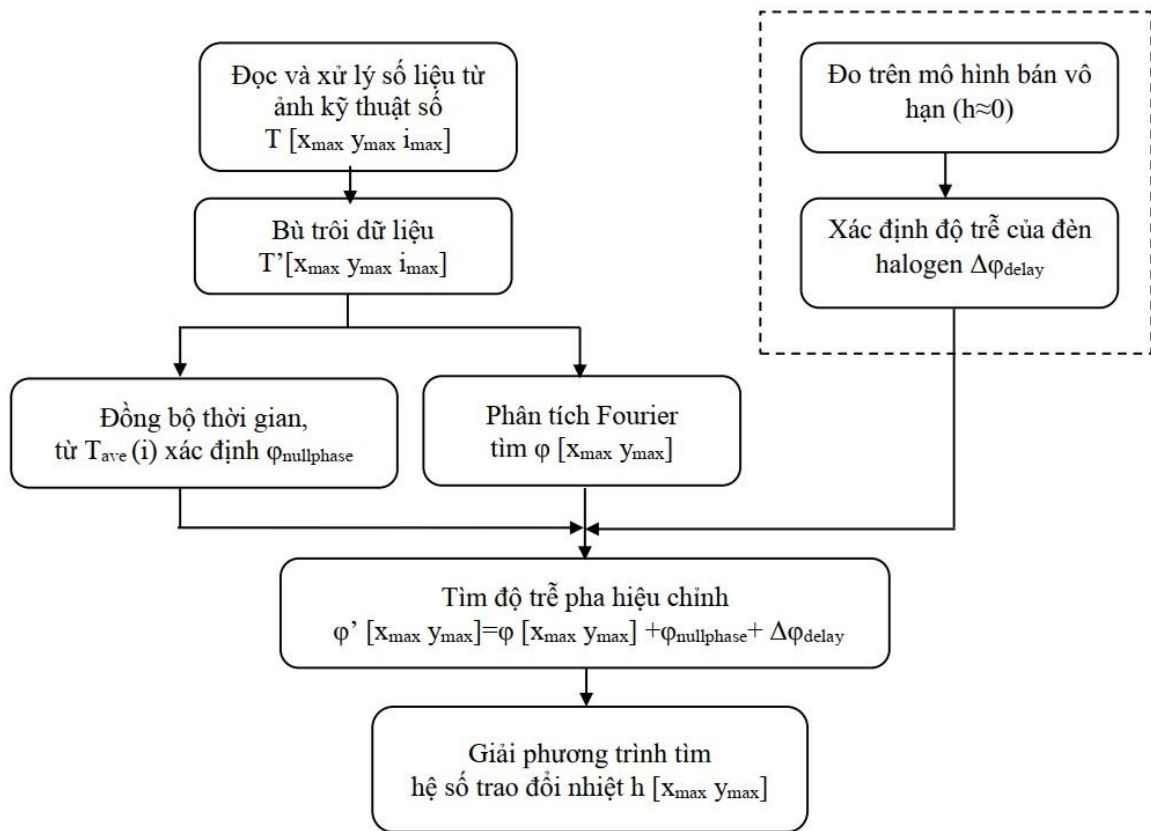 Đọc và xử lý số liệu từ
ảnh kỹ thuật số
T [xmax ymax imax]
Bù trôi dữ liệu
T’[xmax ymax imax]
Đo trên mô hình bán vô
hạn (h≈0)
Xác định độ trễ của đèn
halogen Δφdelay
Đồng bộ thời gian,
từ Tave (i) xác định φnullphase
Phân tích Fourier
tìm φ [xmax ymax]
Tìm độ trễ pha hiệu chỉnh
φ’ [xmax ymax]=φ [xmax ymax] +φnullphase+ Δφdelay
Giải phương trình tìm
hệ số trao đổi nhiệt h [xmax ymax]